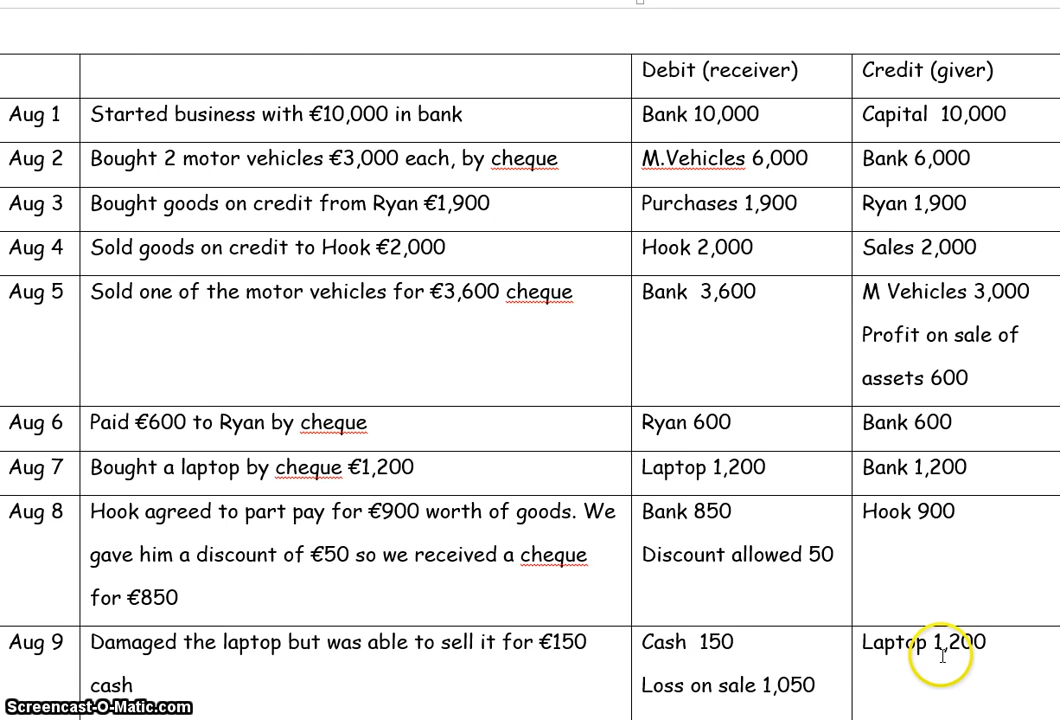 Debit (receiver) Credit (giver)
Aug 1 Started business with €10,000 in bank Bank 10,000 Capital 10,000
Aug 2 Bought 2 motor vehicles €3,000 each, by cheque M.Vehicles 6,000 Bank 6,000
Aug 3 Bought goods on credit from Ryan €1,900 Purchases 1,900 Ryan 1,900
Aug 4 Sold goods on credit to Hook €2,000 Hook 2,000 Sales 2,000
Aug 5 Sold one of the motor vehicles for €3,600 cheque Bank 3,600 M Vehicles 3,000
Profit on sale of
assets 600
Aug 6 Paid €600 to Ryan by cheque Ryan 600 Bank 600
Aug 7 Bought a laptop by cheque €1,200 Laptop 1,200 Bank 1,200
Aug 8 Hook agreed to part pay for €900 worth of goods. We Bank 850 Hook 900
gave him a discount of €50 so we received a cheque Discount allowed 50
for €850
Aug 9 Damaged the laptop but was able to sell it for €150 Cash 150 Laptop 1,200
cash Loss on sale 1,050
Screencast-O-Matic.com